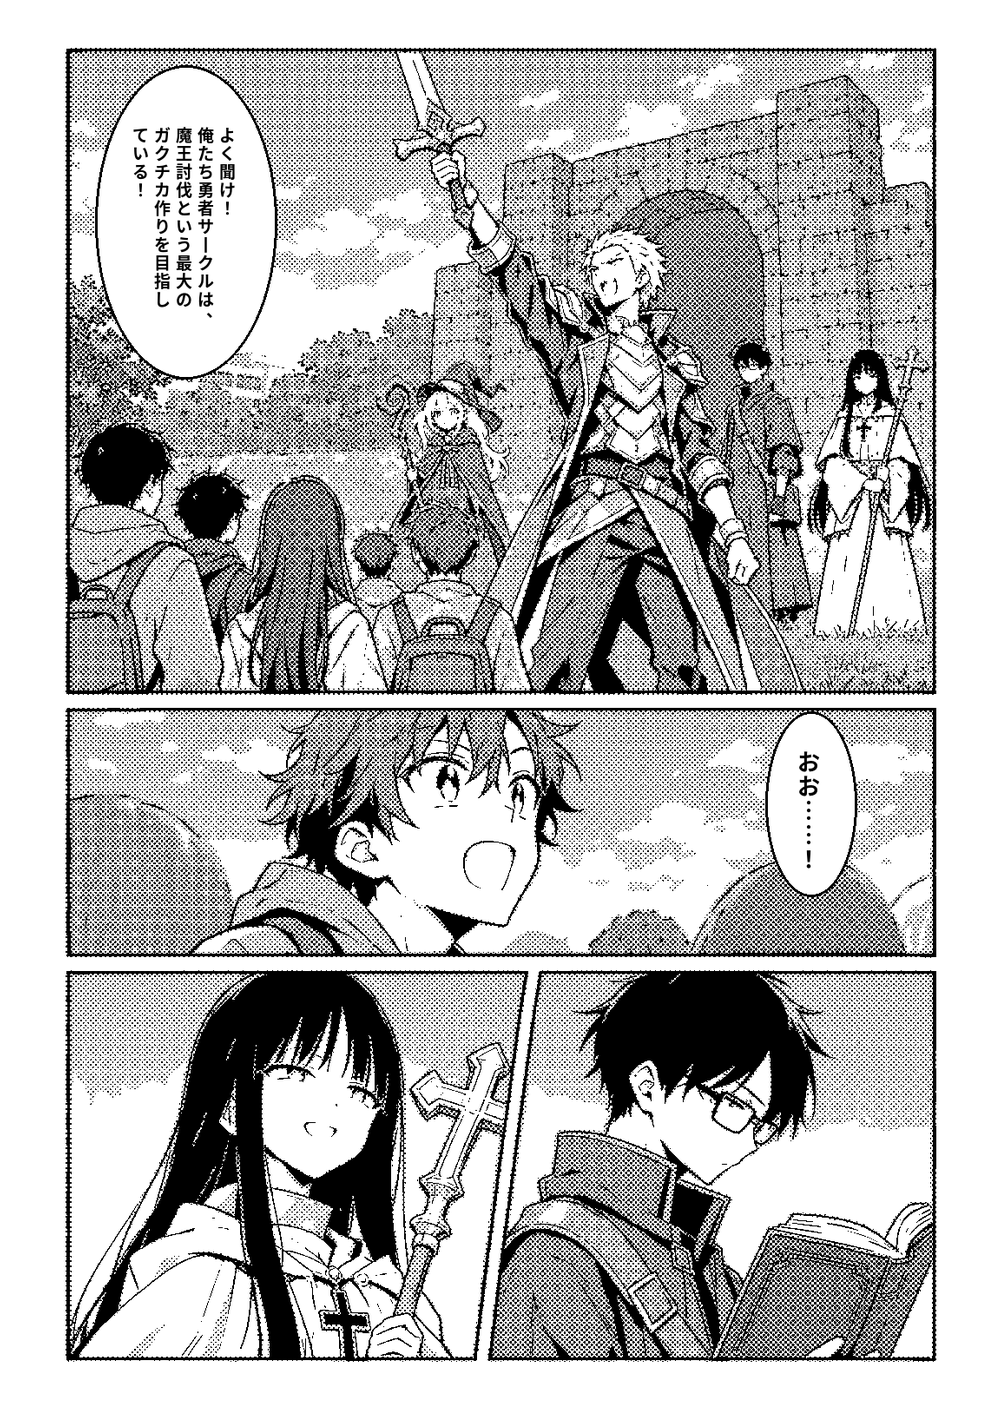 よく聞け！
俺たち勇者サークルは、
魔王討伐という最大の
ガクチカ作りを目指し
ている！
おお……！